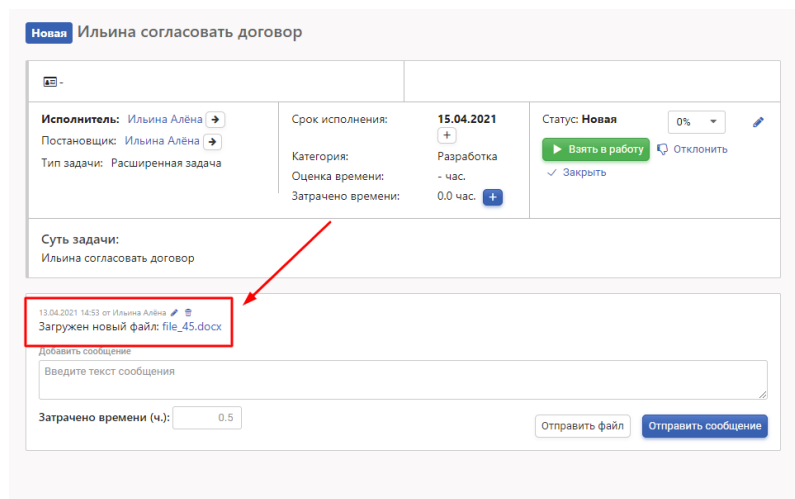 Новая Ильина согласовать договор
-
Исполнитель: Ильина Алёна
Постановщик: Ильина Алёна
Тип задачи: Расширенная задача
Срок исполнения: 15.04.2021
+
Категория: Разработка
Оценка времени: - час.
Затрачено времени: 0.0 час. +
Статус: Новая 0%
Взять в работу Отклонить
Закрыть
Суть задачи:
Ильина согласовать договор
13.04.2021 14:53 от Ильина Алёна
Загружен новый файл: file_45.docx
Добавить сообщение
Введите текст сообщения
Затрачено времени (ч.): 0.5
Отправить файл Отправить сообщение